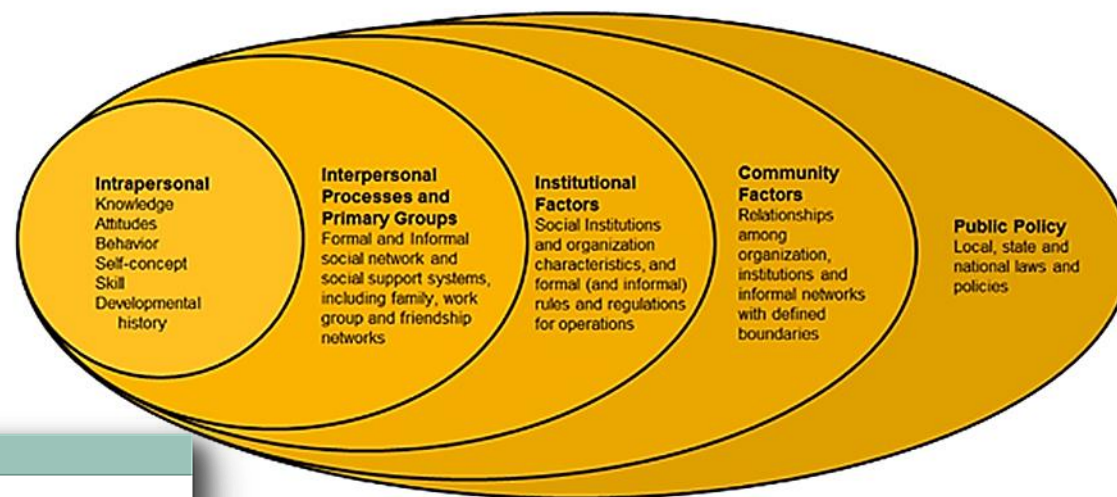 Intrapersonal
Knowledge
Attitudes
Behavior
Self-concept
Skill
Developmental
history
Interpersonal
Processes and
Primary Groups
Formal and Informal
social network and
social support systems,
including family, work
group and friendship
networks
Institutional
Factors
Social Institutions
and organization
characteristics, and
formal (and informal)
rules and regulations
for operations
Community
Factors
Relationships
among
organization,
institutions and
informal networks
with defined
boundaries
Public Policy
Local, state and
national laws and
policies